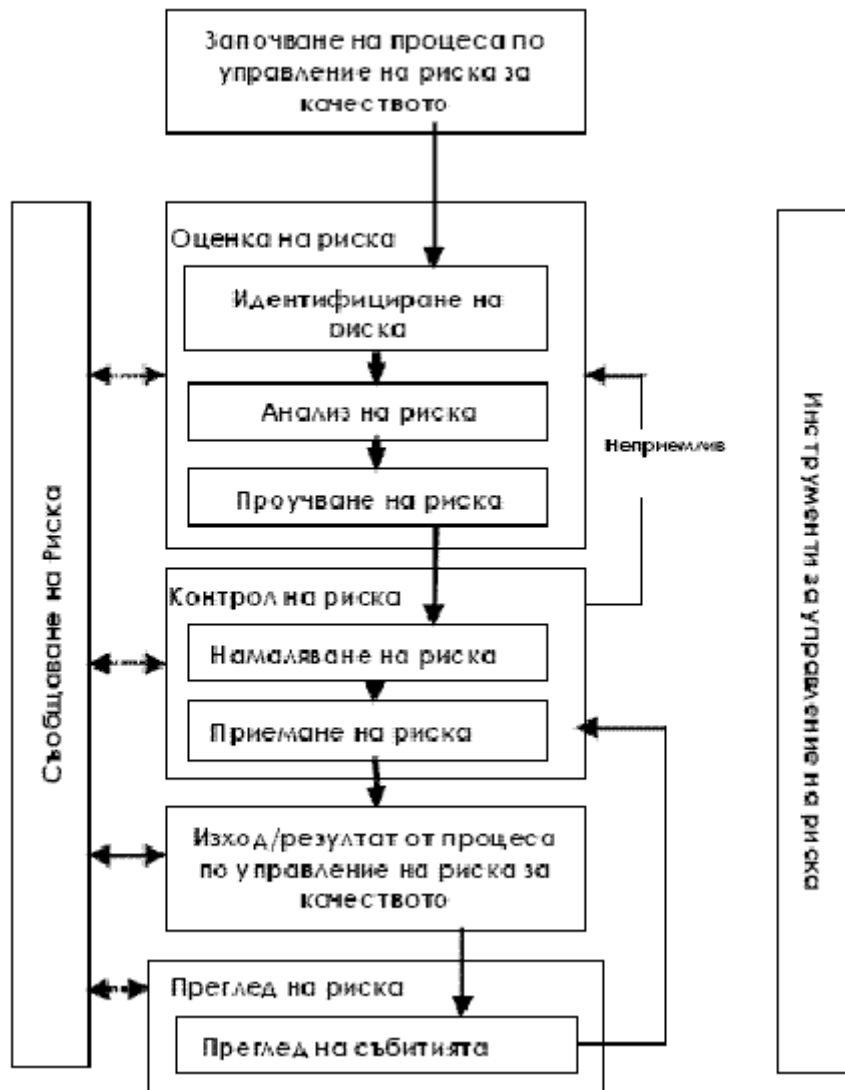 Започване на процеса по
управление на риска за
качеството
Оценка на риска
Идентифициране на
риска
Анализ на риска
Проучване на риска
Неприемлив
Контрол на риска
Намаляване на риска
Приемане на риска
Изход/резултат от процеса
по управление на риска за
качеството
Преглед на риска
Преглед на събитията
Съобщаване на Риска
Инструменти за управление на риска